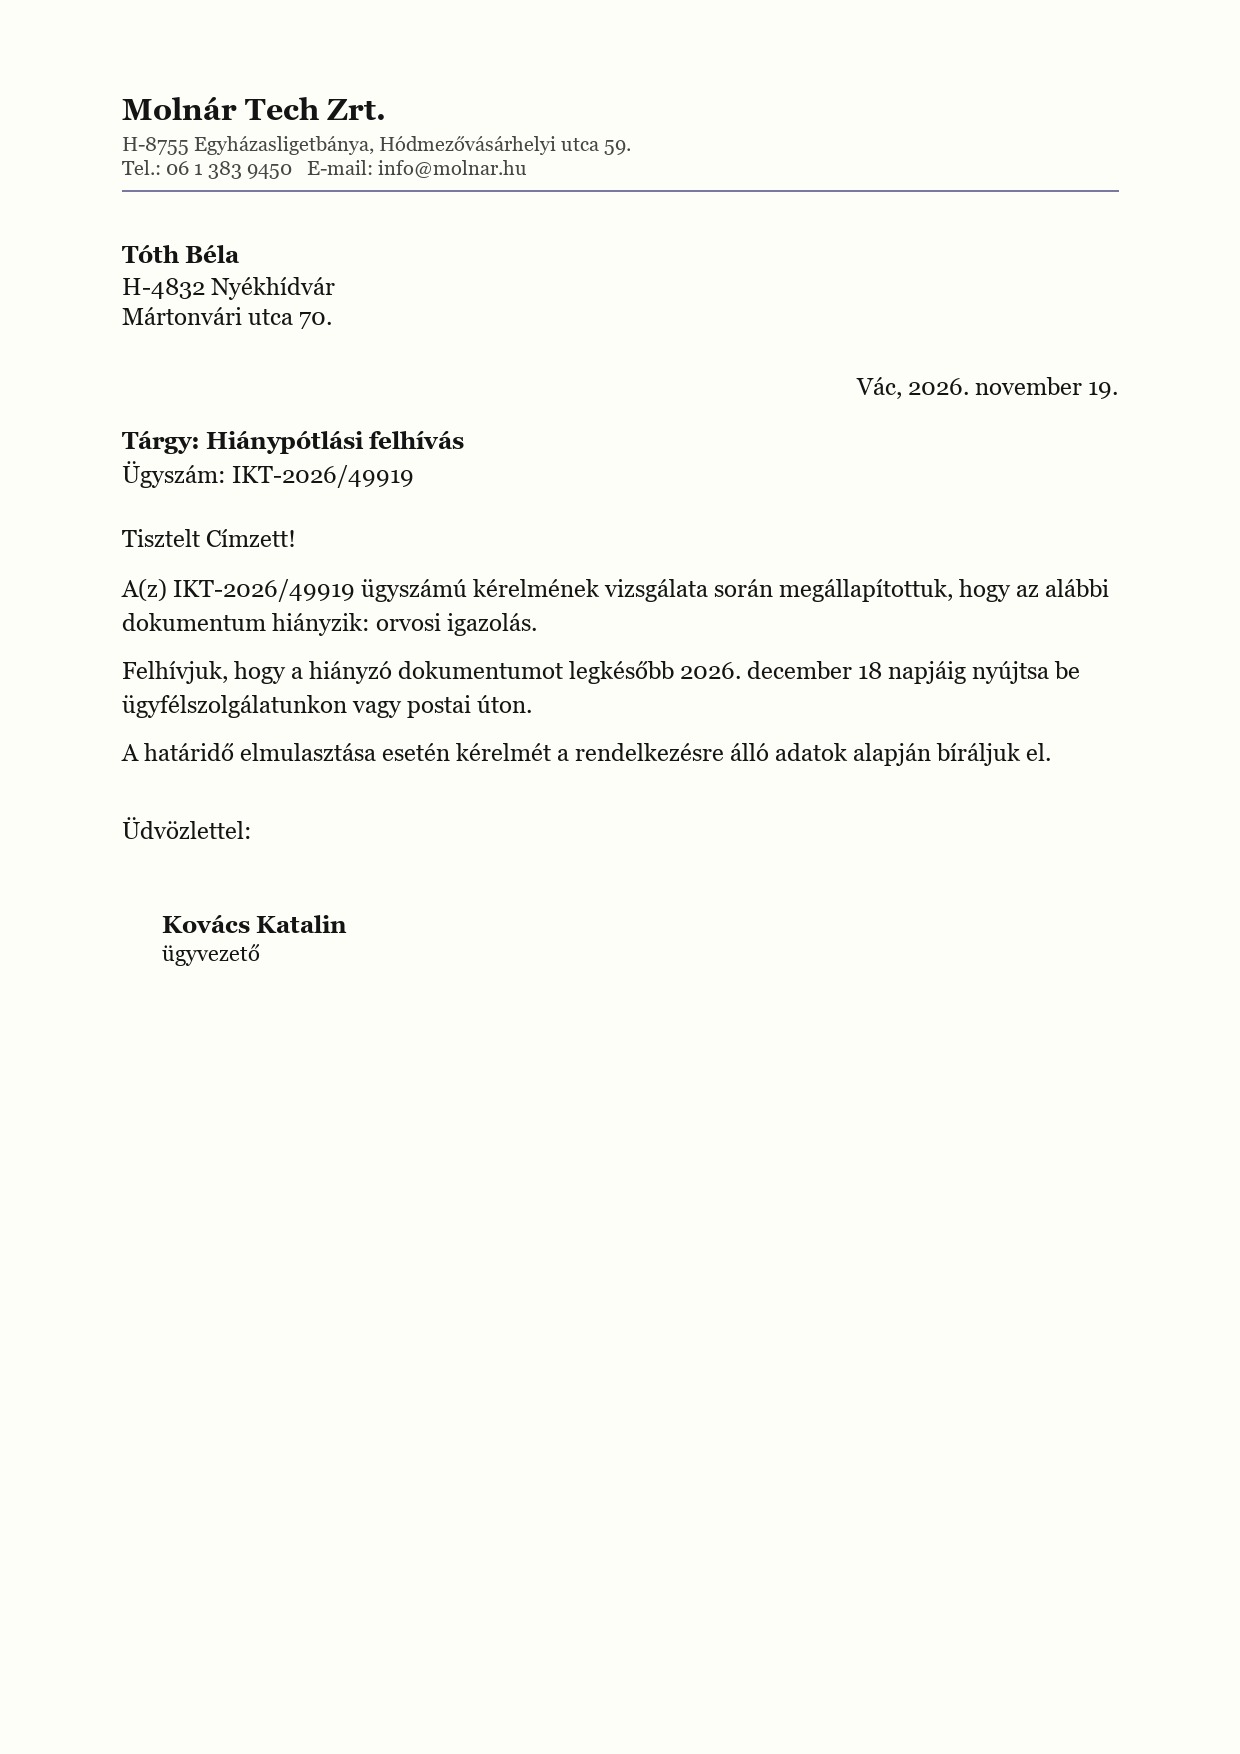 Molnár Tech Zrt.
H-8755 Egyházasligetbánya, Hódmezővásárhelyi utca 59.
Tel.: 06 1 383 9450   E-mail: info@molnar.hu
Tóth Béla
H-4832 Nyékhídvár
Mártonvári utca 70.
Vác, 2026. november 19.
Tárgy: Hiánypótlási felhívás
Ügyszám: IKT-2026/49919
Tisztelt Címzett!
A(z) IKT-2026/49919 ügyszámú kérelmének vizsgálata során megállapítottuk, hogy az alábbi
dokumentum hiányzik: orvosi igazolás.
Felhívjuk, hogy a hiányzó dokumentumot legkésőbb 2026. december 18 napjáig nyújtsa be
ügyfélszolgálatunkon vagy postai úton.
A határidő elmulasztása esetén kérelmét a rendelkezésre álló adatok alapján bíráljuk el.
Üdvözlettel:
Kovács Katalin
ügyvezető